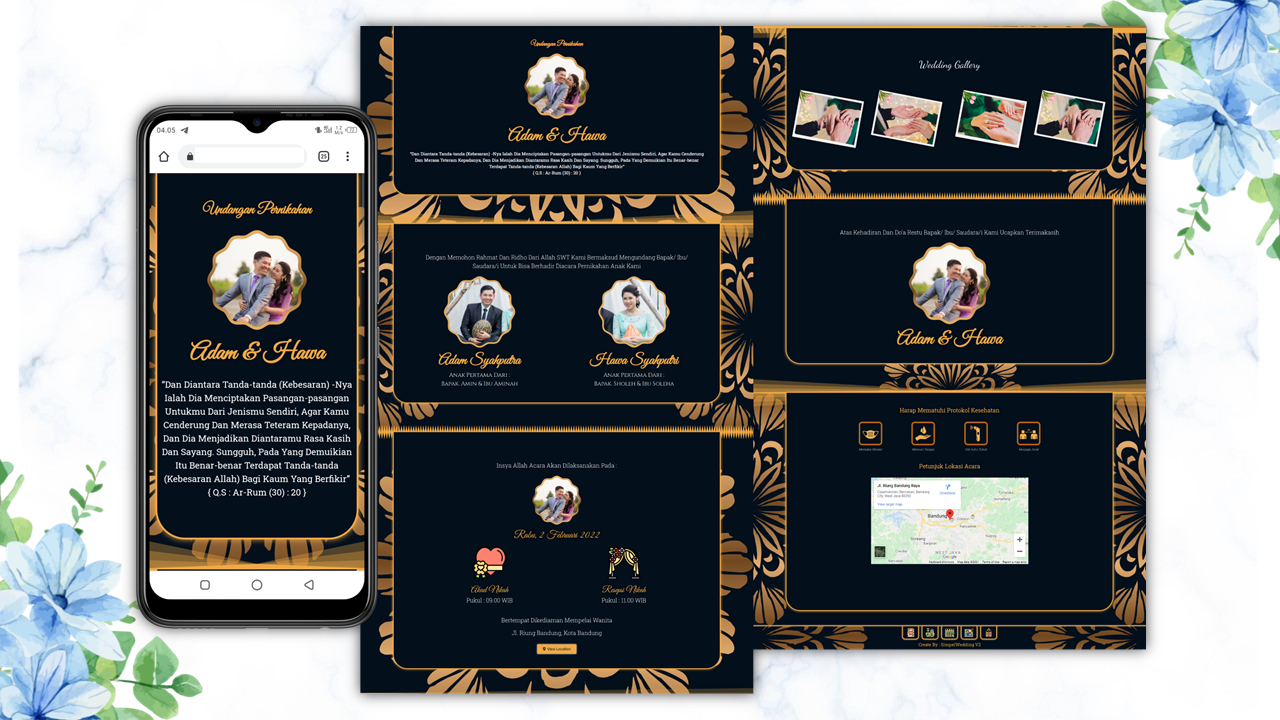 04.05
25
Undangan Pernikahan
Adam & Hawa
"Dan Diantara Tanda-tanda (Kebesaran) -Nya
Ialah Dia Menciptakan Pasangan-pasangan
Untukmu Dari Jenismu Sendiri, Agar Kamu
Cenderung Dan Merasa Teteram Kepadanya,
Dan Dia Menjadikan Diantaramu Rasa Kasih
Dan Sayang. Sungguh, Pada Yang Demuikian
Itu Benar-benar Terdapat Tanda-tanda
(Kebesaran Allah) Bagi Kaum Yang Berfikir"
{ Q.S : Ar-Rum (30) : 20 }
Undangan Pernikahan
Adam & Hawa
"Dan Diantara Tanda-tanda (Kebesaran) -Nya Ialah Dia Menciptakan Pasangan-pasangan Untukmu Dari Jenismu Sendiri, Agar Kamu Cenderung
Dan Merasa Teteram Kepadanya, Dan Dia Menjadikan Diantaramu Rasa Kasih Dan Sayang. Sungguh, Pada Yang Demuikian Itu Benar-benar
Terdapat Tanda-tanda (Kebesaran Allah) Bagi Kaum Yang Berfikir"
{ Q.S : Ar-Rum (30) : 20 }
Dengan Memohon Rahmat Dan Ridho Dari Allah SWT Kami Bermaksud Mengundang Bapak/ Ibu/
Saudara/i Untuk Bisa Berhadir Diacara Pernikahan Anak Kami
Adam Syahputra
Anak Pertama Dari :
Bapak. Amin & Ibu Aminah
Hawa Syahputri
Anak Pertama Dari :
Bapak. Sholeh & Ibu Soleha
Insya Allah Acara Akan Dilaksanakan Pada :
Rabu, 2 Februari 2022
Akad Nikah
Pukul : 09.00 WIB
Resepsi Nikah
Pukul : 11.00 WIB
Bertempat Dikediaman Mempelai Wanita
Jl. Riung Bandung, Kota Bandung
View Location
Wedding Gallery
Atas Kehadiran Dan Do'a Restu Bapak/ Ibu/ Saudara/i Kami Ucapkan Terimakasih
Adam & Hawa
Harap Mematuhi Protokol Kesehatan
Petunjuk Lokasi Acara
Jl. Riung Bandung Raya
Directions
View larger map
Bandung
WEST JAVA
Google
Create By : SimpelWedding V2